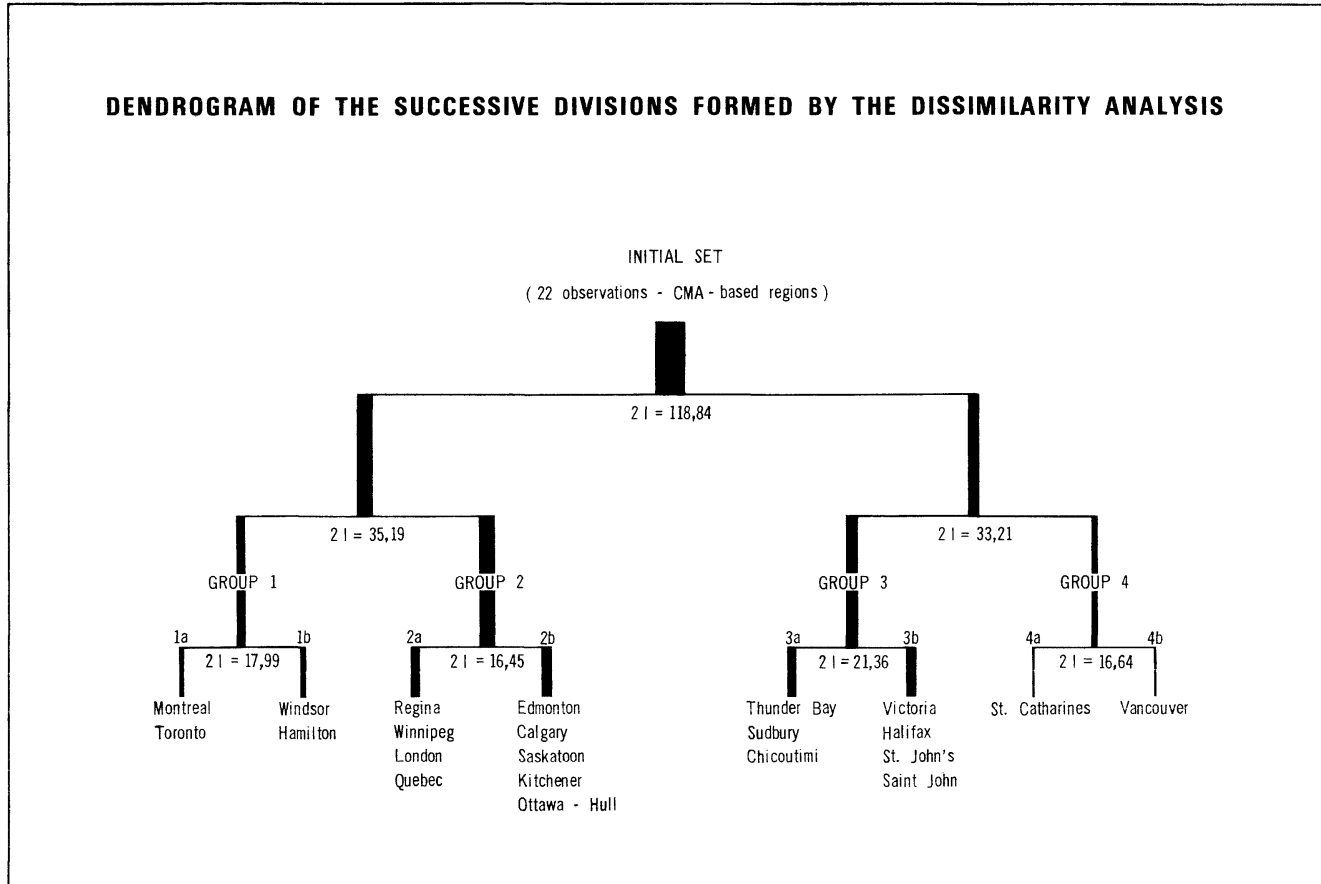 DENDROGRAM OF THE SUCCESSIVE DIVISIONS FORMED BY THE DISSIMILARITY ANALYSIS
INITIAL SET
( 22 observations - CMA - based regions )
2 I = 118,84
2 I = 35,19
2 I = 33,21
GROUP 1
GROUP 2
GROUP 3
GROUP 4
1a
1b
2a
2b
3a
3b
4a
4b
2 I = 17,99
2 I = 16,45
2 I = 21,36
2 I = 16,64
Montreal
Toronto
Windsor
Hamilton
Regina
Winnipeg
London
Quebec
Edmonton
Calgary
Saskatoon
Kitchener
Ottawa - Hull
Thunder Bay
Sudbury
Chicoutimi
Victoria
Halifax
St. John's
Saint John
St. Catharines
Vancouver